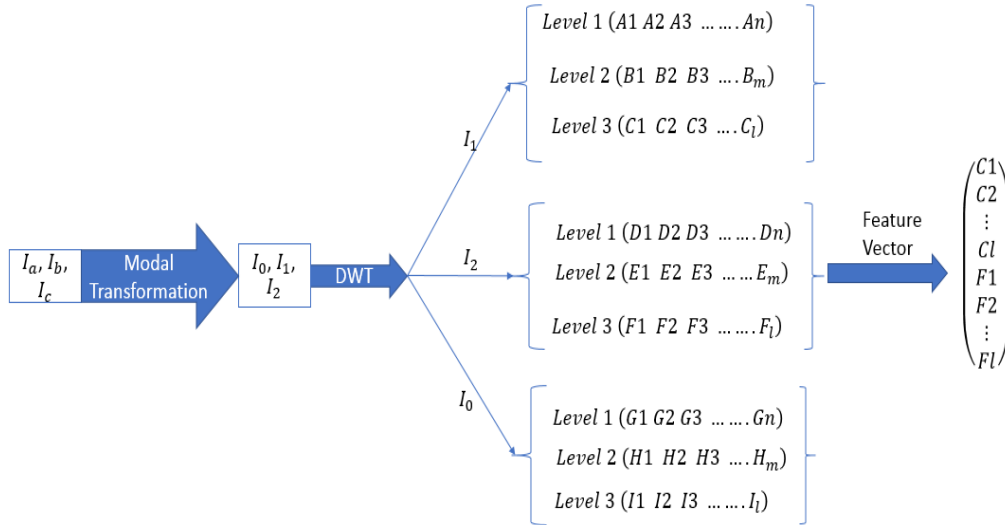 I_a, I_b,
I_c
Modal
Transformation
I_0, I_1,
I_2
DWT
I_1
I_2
I_0
Level 1 (A1 A2 A3 … … . An)
Level 2 (B1 B2 B3 … . B_m)
Level 3 (C1 C2 C3 … . C_l)
Level 1 (D1 D2 D3 … … . Dn)
Level 2 (E1 E2 E3 … … E_m)
Level 3 (F1 F2 F3 … … . F_l)
Level 1 (G1 G2 G3 … … . Gn)
Level 2 (H1 H2 H3 … . H_m)
Level 3 (I1 I2 I3 … … . I_l)
Feature
Vector
C1
C2
⋮
Cl
F1
F2
⋮
Fl